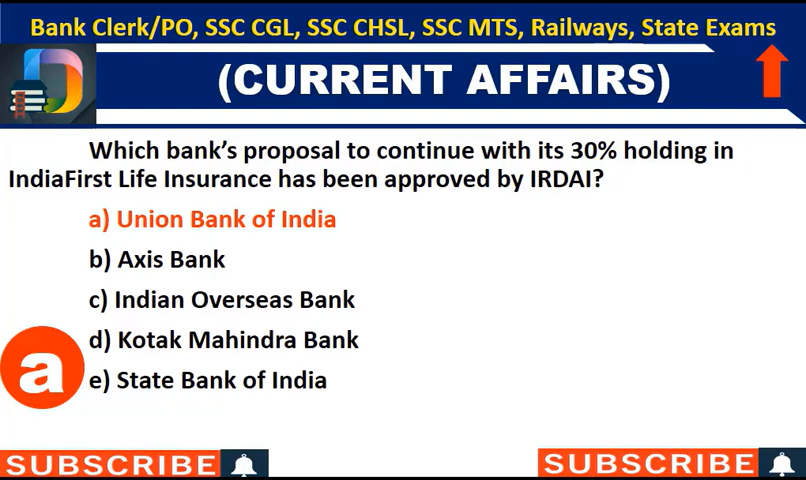 Bank Clerk/PO, SSC CGL, SSC CHSL, SSC MTS, Railways, State Exams
(CURRENT AFFAIRS)
Which bank's proposal to continue with its 30% holding in
IndiaFirst Life Insurance has been approved by IRDAI?
a) Union Bank of India
b) Axis Bank
c) Indian Overseas Bank
d) Kotak Mahindra Bank
a
e) State Bank of India
SUBSCRIBE
SUBSCRIBE